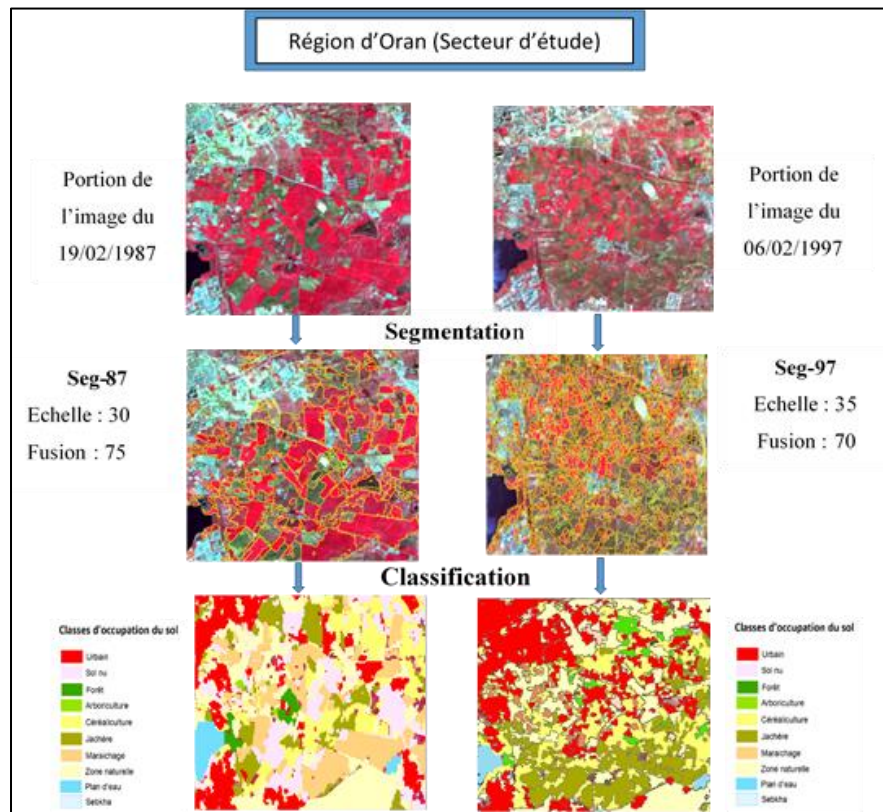 Région d'Oran (Secteur d'étude)
Portion de
l'image du
19/02/1987
Portion de
l'image du
06/02/1997
Segmentation
Seg-87
Echelle : 30
Fusion : 75
Seg-97
Echelle : 35
Fusion : 70
Classification
Classes d'occupation du sol
Urbain
Sol nu
Forêt
Arboriculture
Céréaliculture
Jachère
Maraichage
Zone naturelle
Plan d'eau
Sebkha
Classes d'occupation du sol
Urbain
Sol nu
Forêt
Arboriculture
Céréaliculture
Jachère
Maraichage
Zone naturelle
Plan d'eau
Sebkha